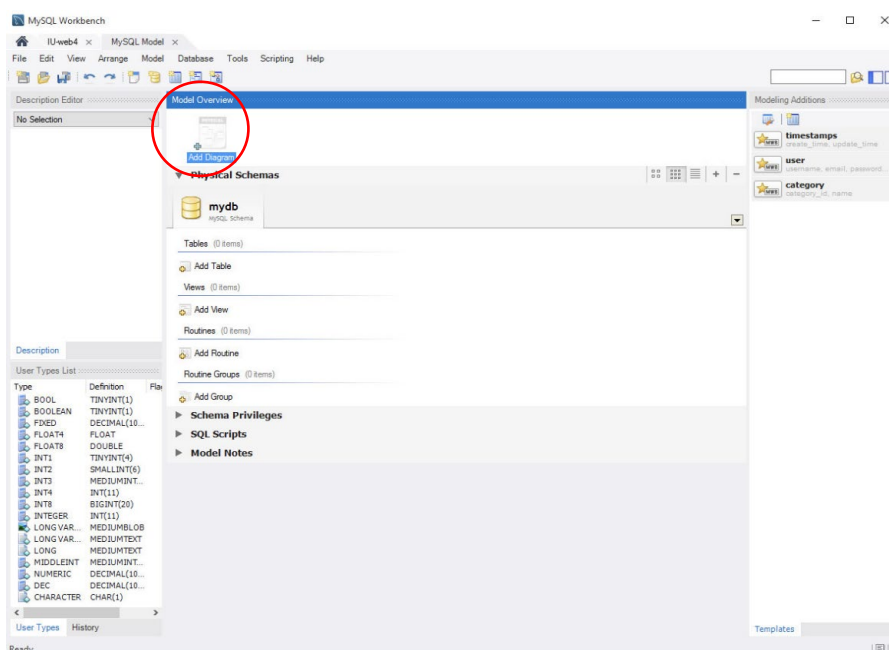 MySQL Workbench
IU-web4 × MySQL Model ×
File Edit View Arrange Model Database Tools Scripting Help
Description Editor
No Selection
Model Overview
Add Diagram
Physical Schemas
mydb
MySQL Schema
Tables (0 items)
Add Table
Views (0 items)
Add View
Routines (0 items)
Add Routine
Routine Groups (0 items)
Add Group
Schema Privileges
SQL Scripts
Model Notes
Modeling Additions
timestamps
create_time, update_time
user
username, email, password...
category
category_id, name
Templates
Description
User Types List
Type Definition Flag
BOOL TINYINT(1)
BOOLEAN TINYINT(1)
FIXED DECIMAL(10...
FLOAT4 FLOAT
FLOAT8 DOUBLE
INT1 TINYINT(4)
INT2 SMALLINT(6)
INT3 MEDIUMINT...
INT4 INT(11)
INT8 BIGINT(20)
INTEGER INT(11)
LONG VAR... MEDIUMBLOB
LONG VAR... MEDIUMTEXT
LONG MEDIUMTEXT
MIDDLEINT MEDIUMINT...
NUMERIC DECIMAL(10...
DEC DECIMAL(10...
CHARACTER CHAR(1)
User Types History
Ready